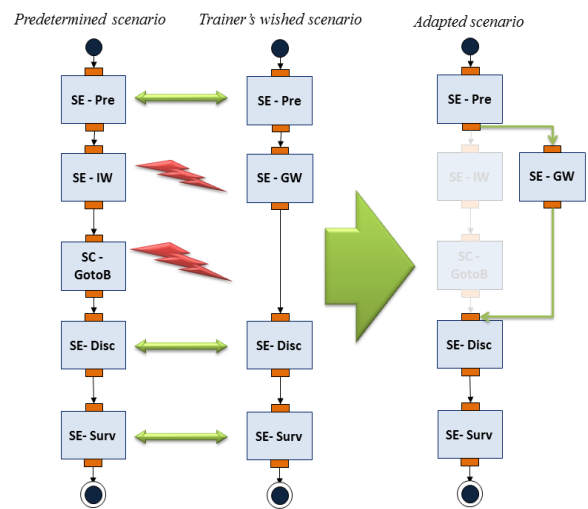 Predetermined scenario
Trainer's wished scenario
Adapted scenario
SE - Pre
SE - Pre
SE - Pre
SE - IW
SE - GW
SE - IW
SE - GW
SC -
GotoB
SC -
GotoB
SE- Disc
SE- Disc
SE- Disc
SE- Surv
SE- Surv
SE- Surv